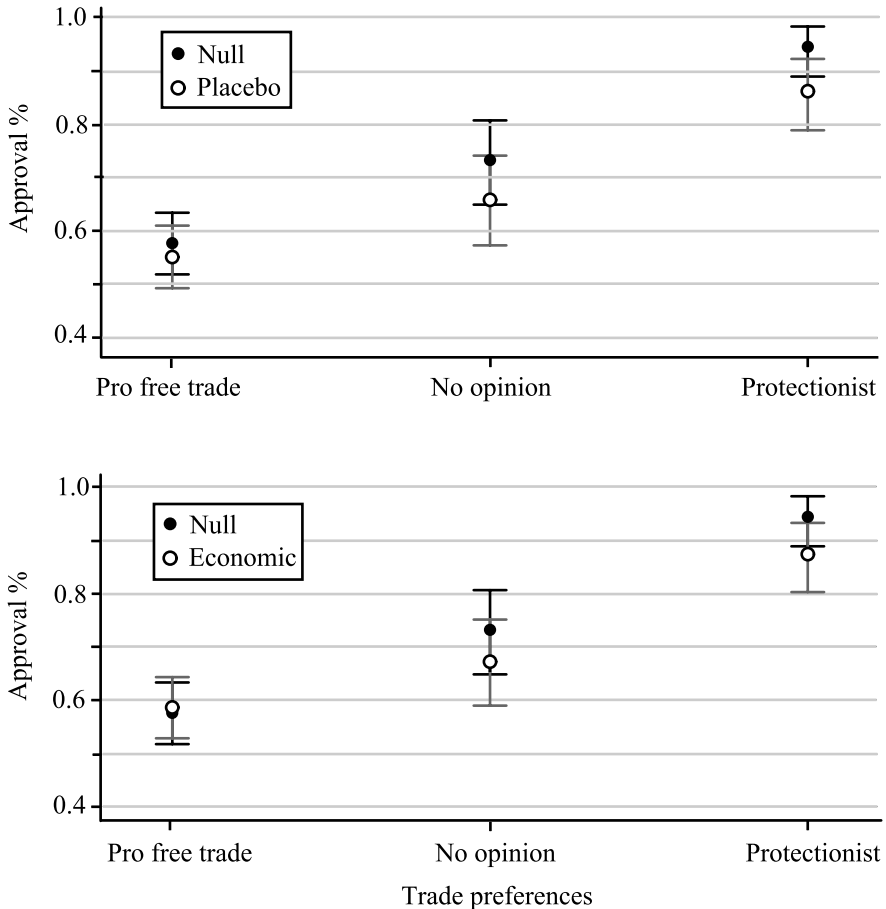 1.0
Null
Placebo
0.8
Approval %
0.6
0.4
Pro free trade No opinion Protectionist
1.0
Null
Economic
0.8
Approval %
0.6
0.4
Pro free trade No opinion Protectionist
Trade preferences